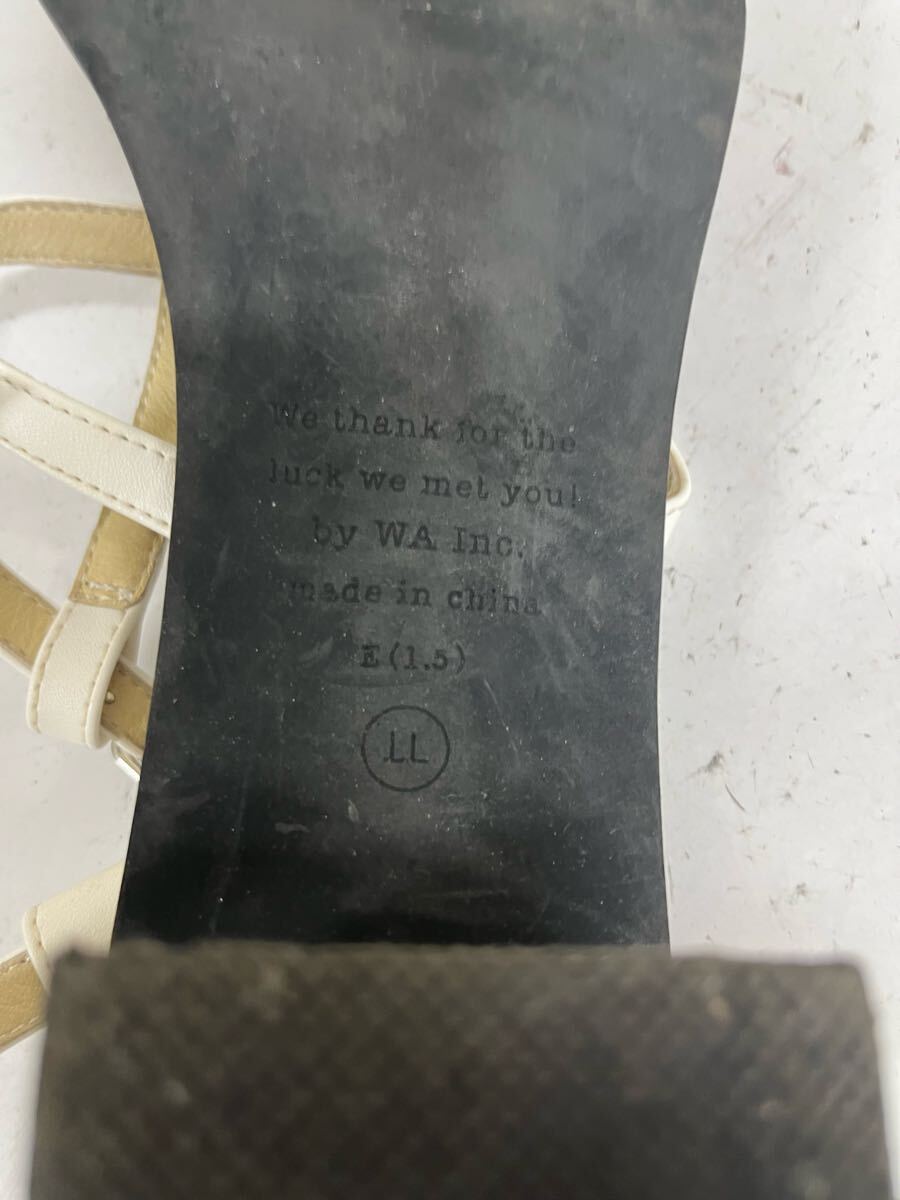 We thank for the
luck we met you!
by WA Inc.
made in china
E(1.5)
LL